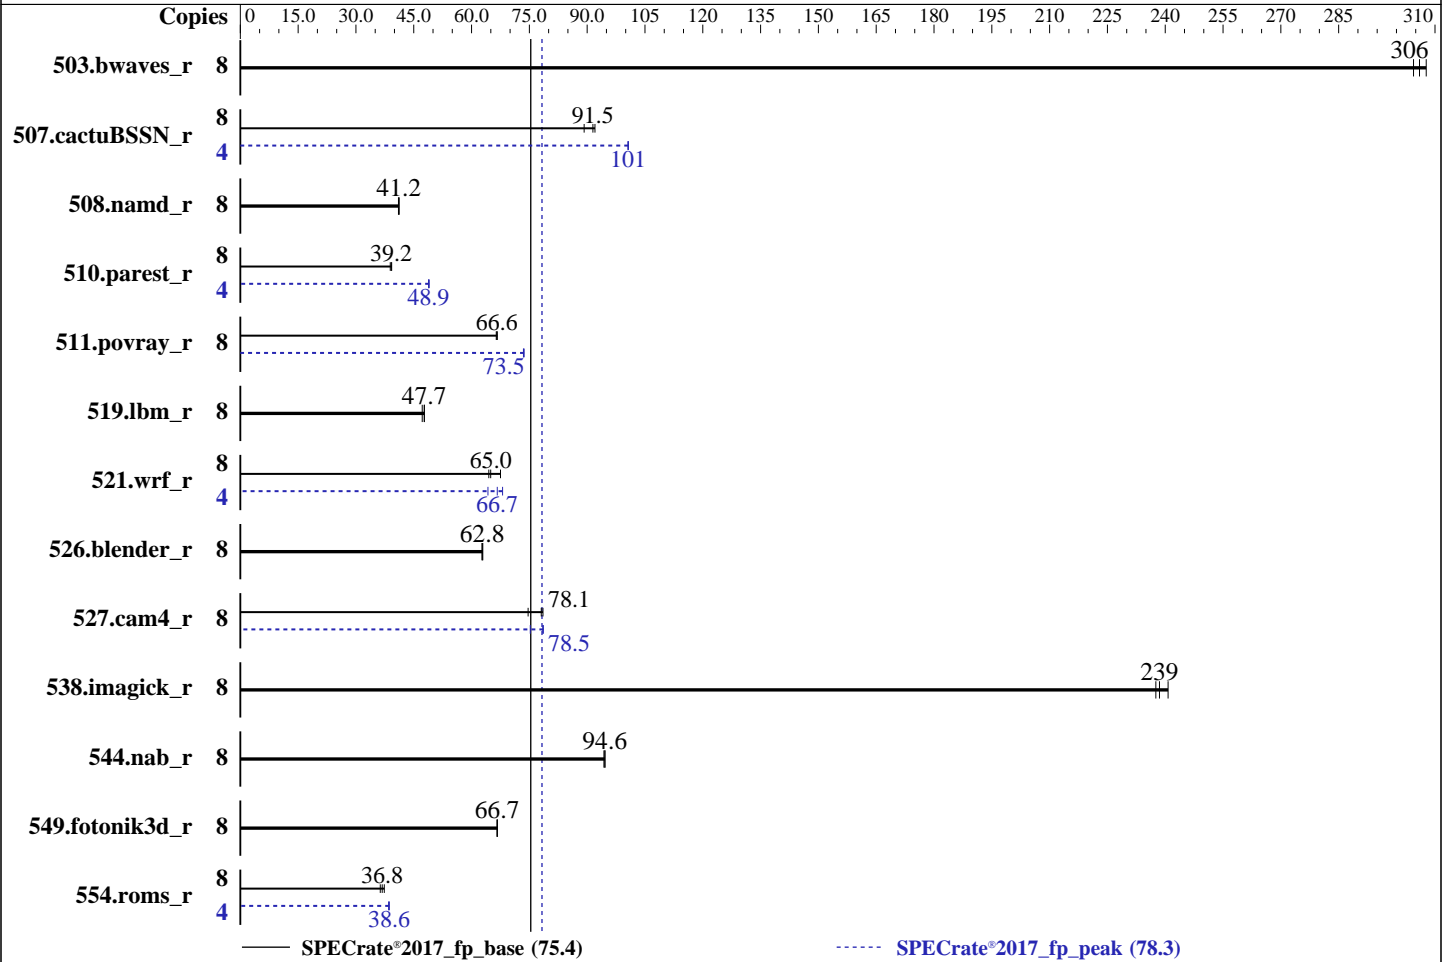 Copies 0 15.0 30.0 45.0 60.0 75.0 90.0 105 120 135 150 165 180 195 210 225 240 255 270 285 310
503.bwaves_r 8 306
507.cactuBSSN_r 8 91.5
4 101
508.namd_r 8 41.2
510.parest_r 8 39.2
4 48.9
511.povray_r 8 66.6
73.5
519.lbm_r 8 47.7
521.wrf_r 8 65.0
4 66.7
526.blender_r 8 62.8
527.cam4_r 8 78.1
78.5
538.imagick_r 8 239
544.nab_r 8 94.6
549.fotonik3d_r 8 66.7
554.roms_r 8 36.8
4 38.6
SPECrate®2017_fp_base (75.4) SPECrate®2017_fp_peak (78.3)